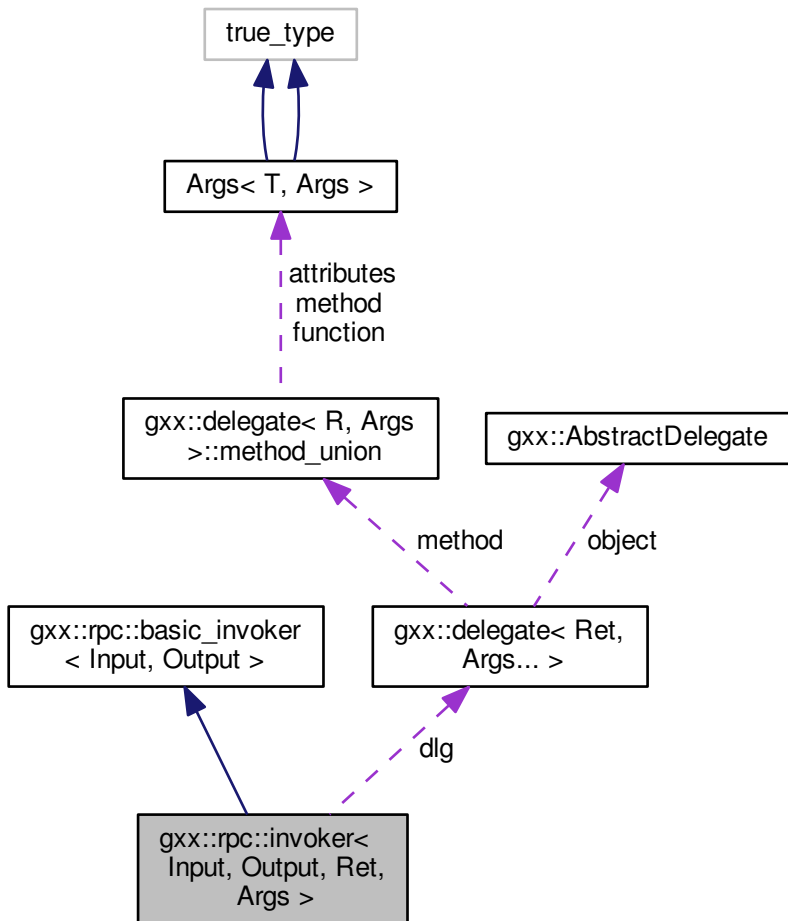 true_type
Args< T, Args >
attributes
method
function
gxx::delegate< R, Args
>::method_union
gxx::AbstractDelegate
method
object
gxx::rpc::basic_invoker
< Input, Output >
gxx::delegate< Ret,
Args... >
dlg
gxx::rpc::invoker<
Input, Output, Ret,
Args >